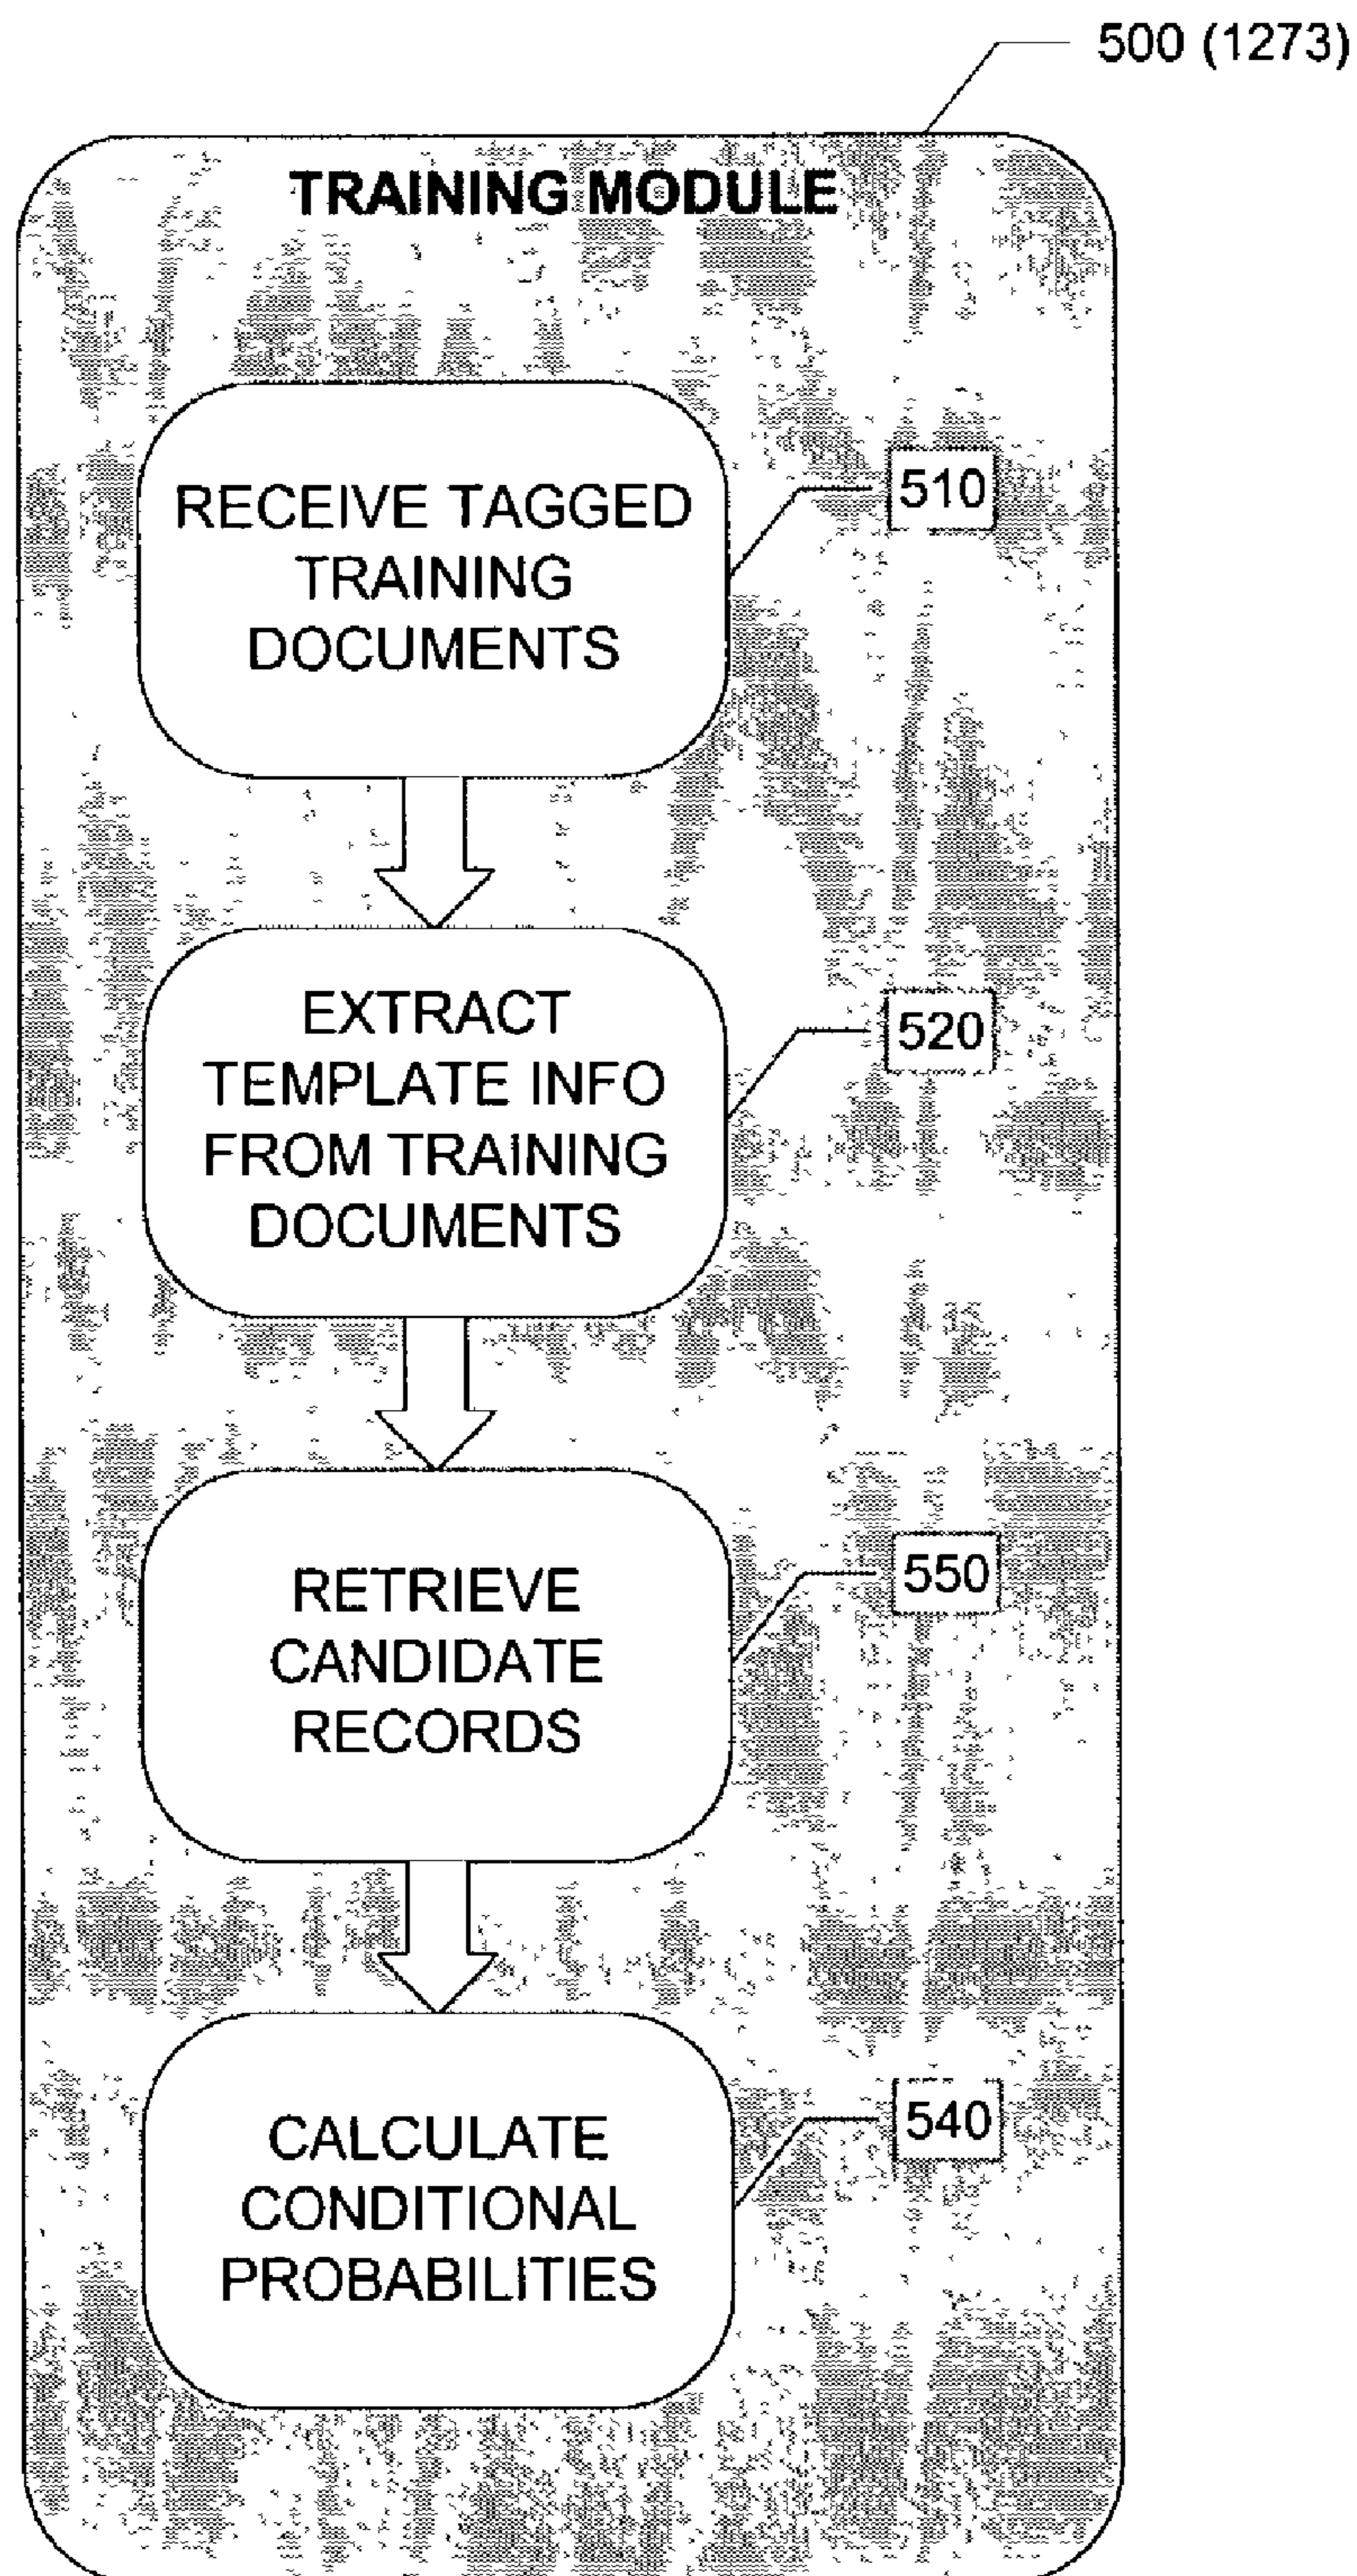 500 (1273)
TRAINING MODULE
RECEIVE TAGGED
TRAINING
DOCUMENTS
510
EXTRACT
TEMPLATE INFO
FROM TRAINING
DOCUMENTS
520
RETRIEVE
CANDIDATE
RECORDS
550
CALCULATE
CONDITIONAL
PROBABILITIES
540